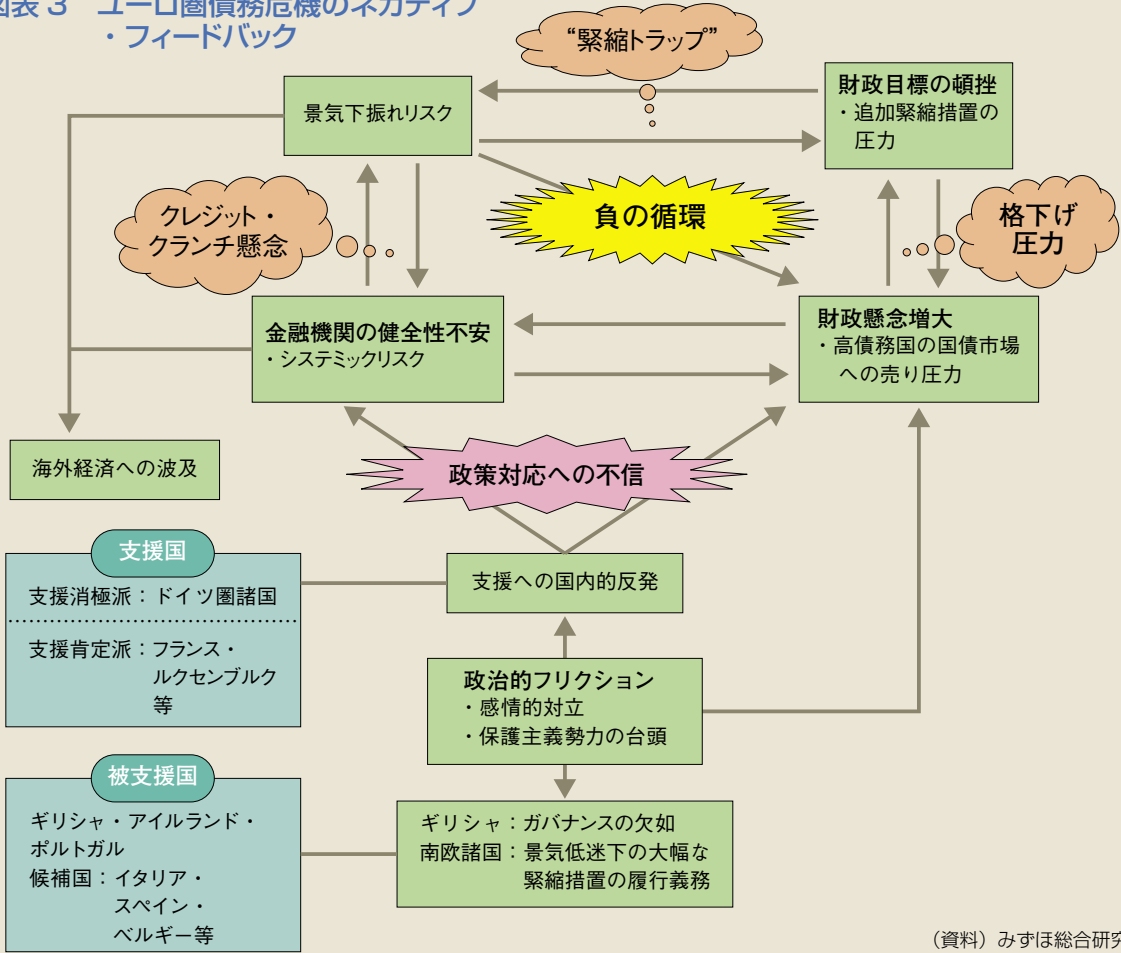 図表3 ユーロ圏債務危機のネガティブ
・フィードバック
“緊縮トラップ”
景気下振れリスク
財政目標の頓挫
・追加緊縮措置の
圧力
クレジット・
クランチ懸念
負の循環
格下げ
圧力
金融機関の健全性不安
・システミックリスク
財政懸念増大
・高債務国の国債市場
への売り圧力
海外経済への波及
政策対応への不信
支援国
支援消極派：ドイツ圏諸国
支援肯定派：フランス・
ルクセンブルク
等
支援への国内的反発
政治的フリクション
・感情的対立
・保護主義勢力の台頭
被支援国
ギリシャ・アイルランド・
ポルトガル
候補国：イタリア・
スペイン・
ベルギー等
ギリシャ：ガバナンスの欠如
南欧諸国：景気低迷下の大幅な
緊縮措置の履行義務
（資料）みずほ総合研究